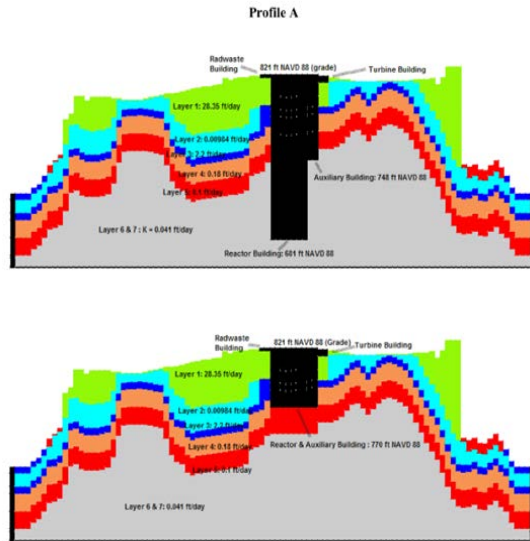 Profile A
Radwaste
Building
821 ft NAVD 88 (grade)
Turbine Building
Layer 1: 28.35 ft/day
Layer 2: 0.00984 ft/day
Layer 3: 2.2 ft/day
Layer 4: 0.18 ft/day
Layer 5: 0.1 ft/day
Auxiliary Building: 748 ft NAVD 88
Layer 6 & 7 : K = 0.041 ft/day
Reactor Building: 681 ft NAVD 88
Radwaste
Building
821 ft NAVD 88 (Grade)
Turbine Building
Layer 1: 28.35 ft/day
Layer 2: 0.00984 ft/day
Layer 3: 2.2 ft/day
Layer 4: 0.18 ft/day
Reactor & Auxiliary Building : 770 ft NAVD 88
Layer 5: 0.1 ft/day
Layer 6 & 7: 0.041 ft/day